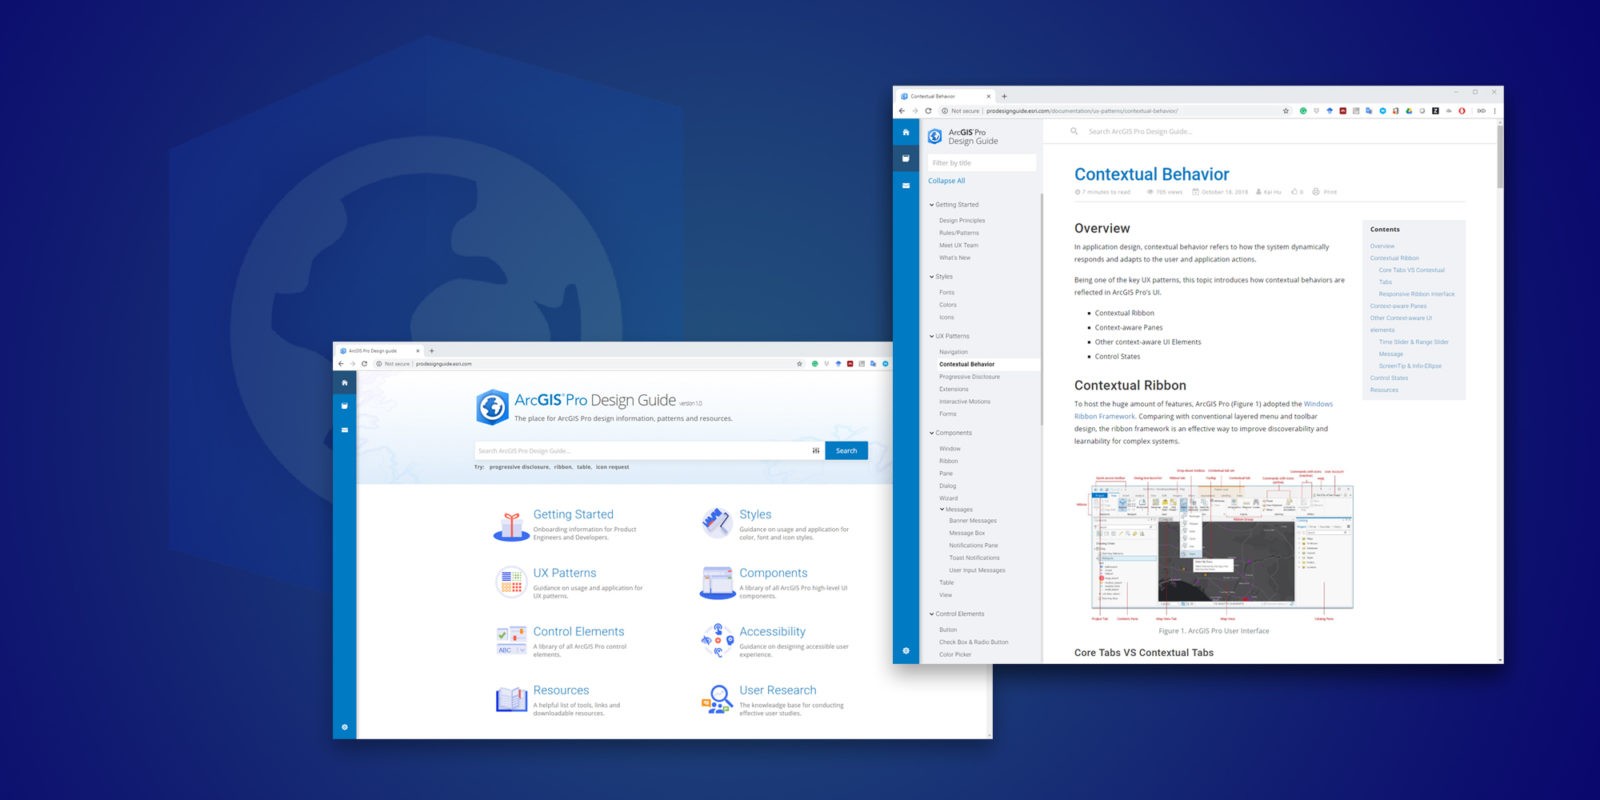 ArcGIS Pro Design guide
Not secure | prodesignguide.esri.com
ArcGIS Pro Design Guide version 1.0
The place for ArcGIS Pro design information, patterns and resources.
Search ArcGIS Pro Design Guide...
Search
Try: progressive disclosure, ribbon, table, icon request
Getting Started
Onboarding information for Product
Engineers and Developers.
Styles
Guidance on usage and application for
color, font and icon styles.
UX Patterns
Guidance on usage and application for
UX patterns.
Components
A library of all ArcGIS Pro high-level UI
components.
Control Elements
A library of all ArcGIS Pro control
elements.
ABC
Accessibility
Guidance on designing accessible user
experience.
Resources
A helpful list of tools, links and
downloadable resources.
User Research
The knowleadge base for conducting
effective user studies.
Contextual Behavior
Not secure | prodesignguide.esri.com/documentation/ux-patterns/contextual-behavior/
ArcGIS Pro
Design Guide
Filter by title
Collapse All
Getting Started
Design Principles
Rules/Patterns
Meet UX Team
What's New
Styles
Fonts
Colors
Icons
UX Patterns
Navigation
Contextual Behavior
Progressive Disclosure
Extensions
Interactive Motions
Forms
Components
Window
Ribbon
Pane
Dialog
Wizard
Messages
Banner Messages
Message Box
Notifications Pane
Toast Notifications
User Input Messages
Table
View
Control Elements
Button
Check Box & Radio Button
Color Picker
Search ArcGIS Pro Design Guide...
Contextual Behavior
7 minutes to read 705 views October 18, 2018 Kai Hu 0 Print
Overview
In application design, contextual behavior refers to how the system dynamically
responds and adapts to the user and application actions.
Being one of the key UX patterns, this topic introduces how contextual behaviors are
reflected in ArcGIS Pro's UI.
Contextual Ribbon
Context-aware Panes
Other context-aware UI Elements
Control States
Contextual Ribbon
To host the huge amount of features, ArcGIS Pro (Figure 1) adopted the Windows
Ribbon Framework. Comparing with conventional layered menu and toolbar
design, the ribbon framework is an effective way to improve discoverability and
learnability for complex systems.
Figure 1. ArcGIS Pro User Interface
Core Tabs VS Contextual Tabs
Contents
Overview
Contextual Ribbon
Core Tabs VS Contextual
Tabs
Responsive Ribbon Interface
Context-aware Panes
Other Context-aware UI
elements
Time Slider & Range Slider
Message
ScreenTip & Info-Ellipse
Control States
Resources